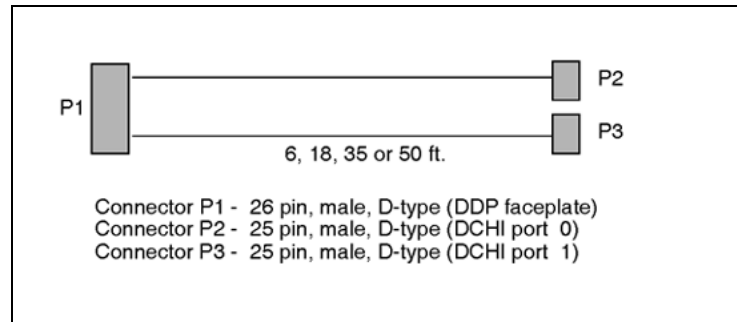 P1
P2
P3
6, 18, 35 or 50 ft.
Connector P1 - 26 pin, male, D-type (DDP faceplate)
Connector P2 - 25 pin, male, D-type (DCHI port 0)
Connector P3 - 25 pin, male, D-type (DCHI port 1)